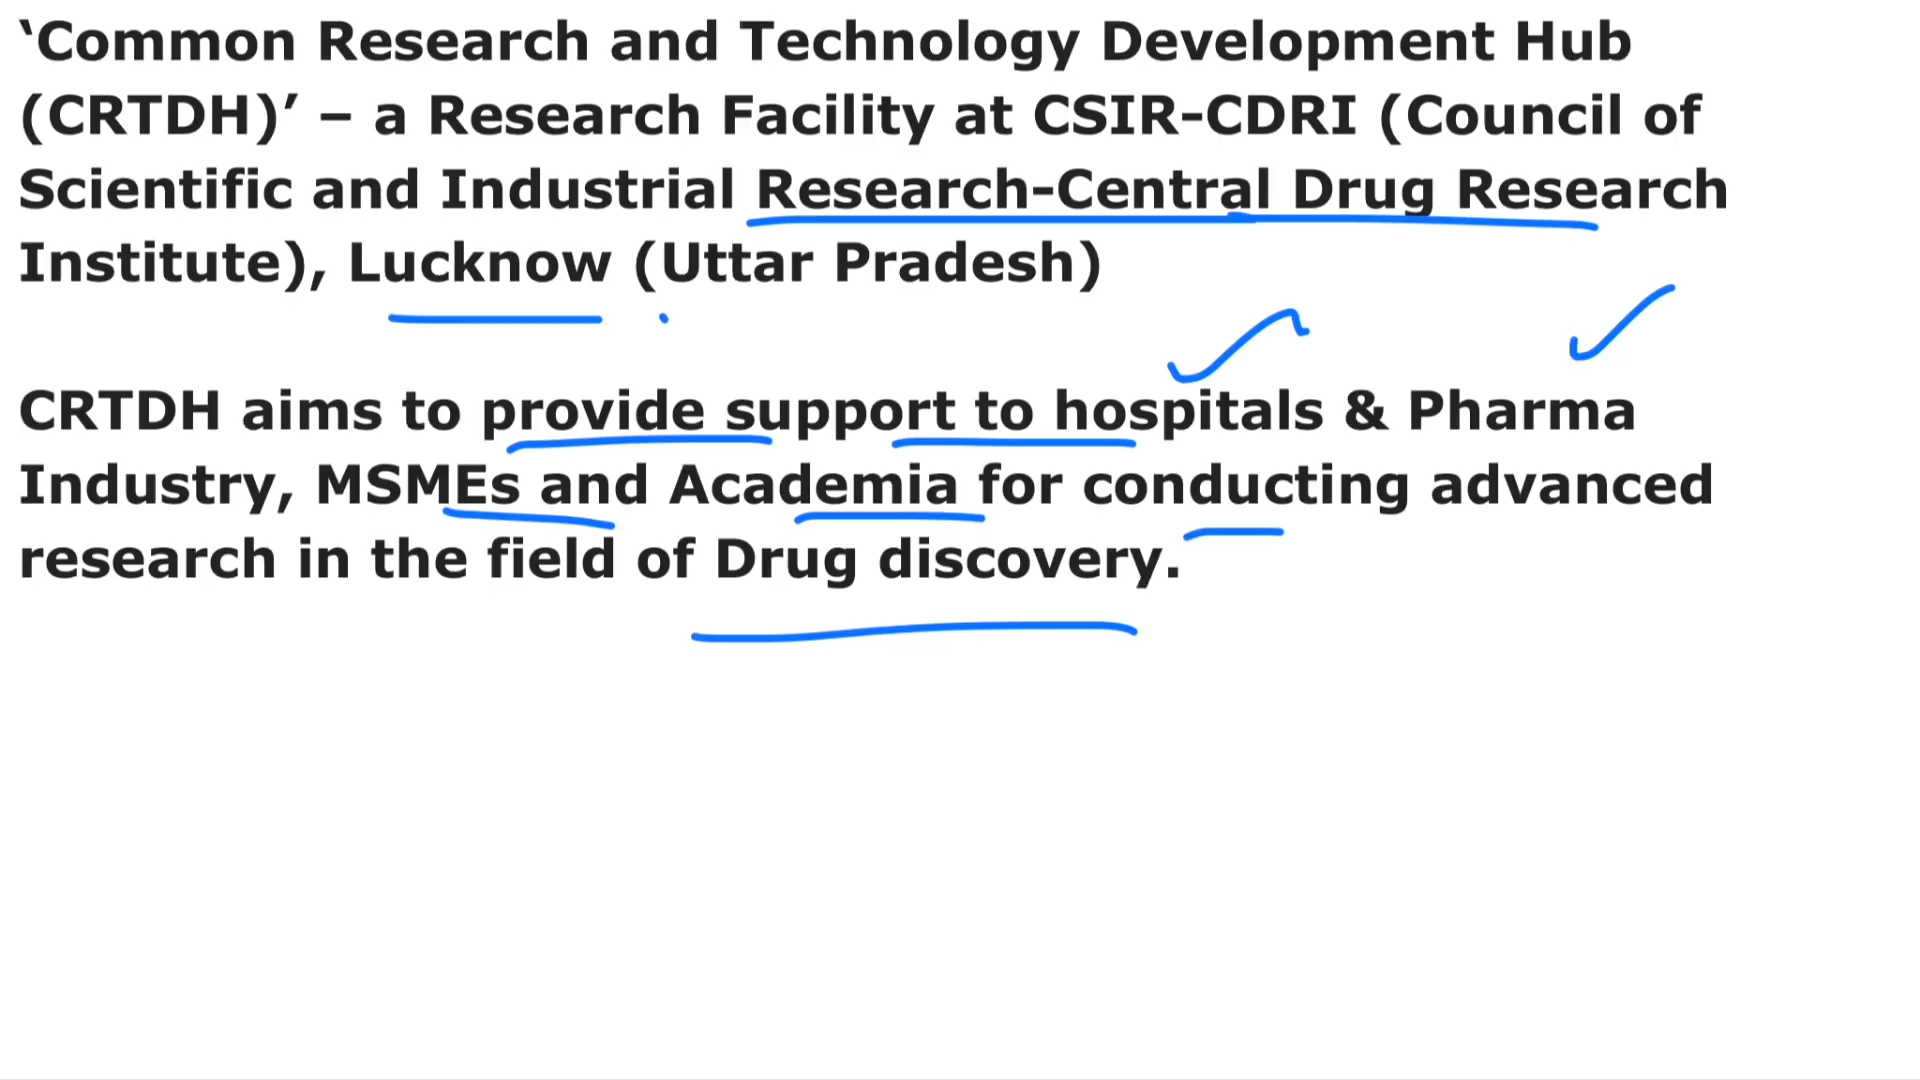 ‘Common Research and Technology Development Hub
(CRTDH)’ – a Research Facility at CSIR-CDRI (Council of
Scientific and Industrial Research-Central Drug Research
Institute), Lucknow (Uttar Pradesh)
CRTDH aims to provide support to hospitals & Pharma
Industry, MSMEs and Academia for conducting advanced
research in the field of Drug discovery.